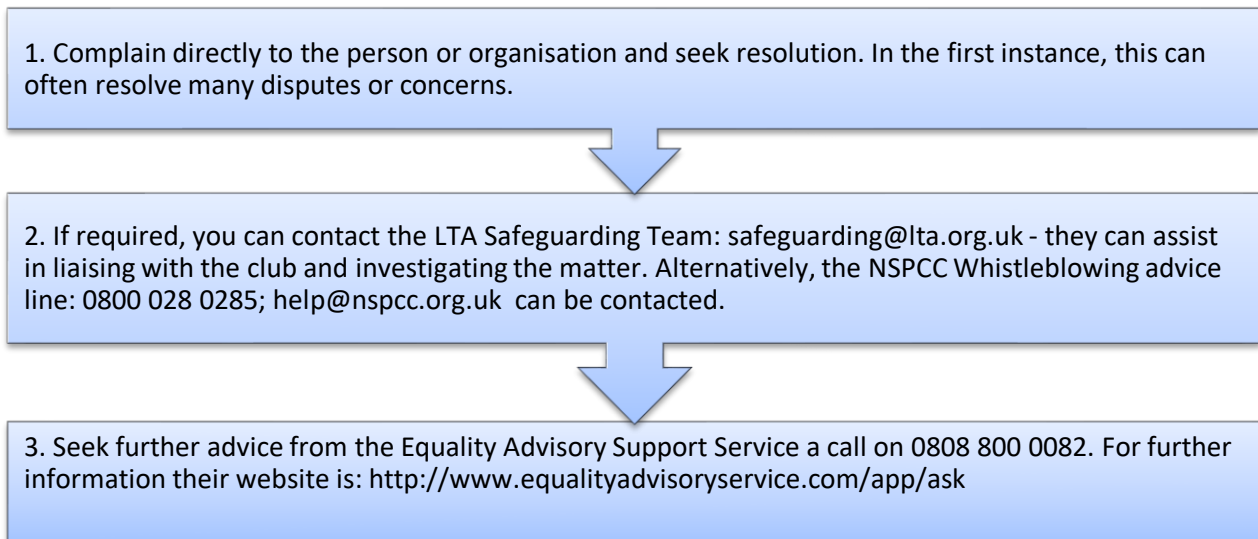 1. Complain directly to the person or organisation and seek resolution. In the first instance, this can
often resolve many disputes or concerns.
2. If required, you can contact the LTA Safeguarding Team: safeguarding@lta.org.uk - they can assist
in liaising with the club and investigating the matter. Alternatively, the NSPCC Whistleblowing advice
line: 0800 028 0285; help@nspcc.org.uk can be contacted.
3. Seek further advice from the Equality Advisory Support Service a call on 0808 800 0082. For further
information their website is: http://www.equalityadvisoryservice.com/app/ask